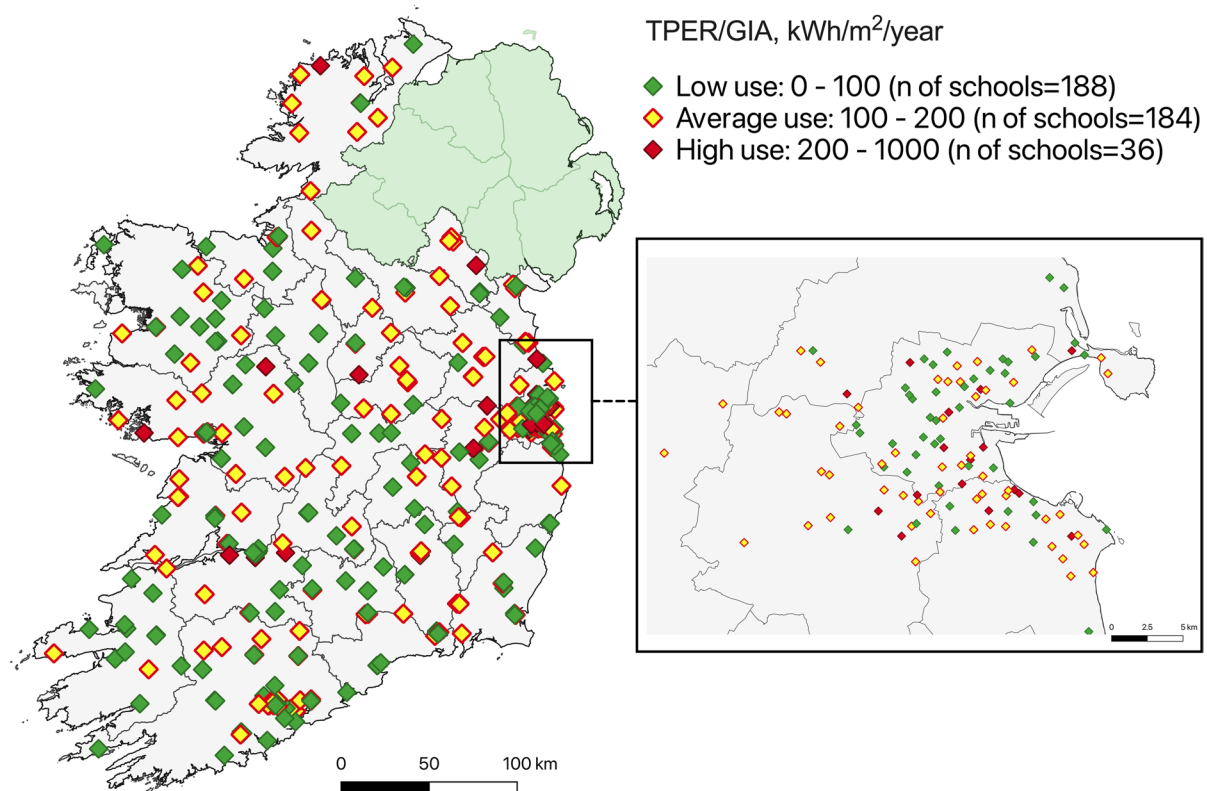 TPER/GIA, kWh/m²/year
Low use: 0 - 100 (n of schools=188)
Average use: 100 - 200 (n of schools=184)
High use: 200 - 1000 (n of schools=36)
0 2.5 5 km
0 50 100 km